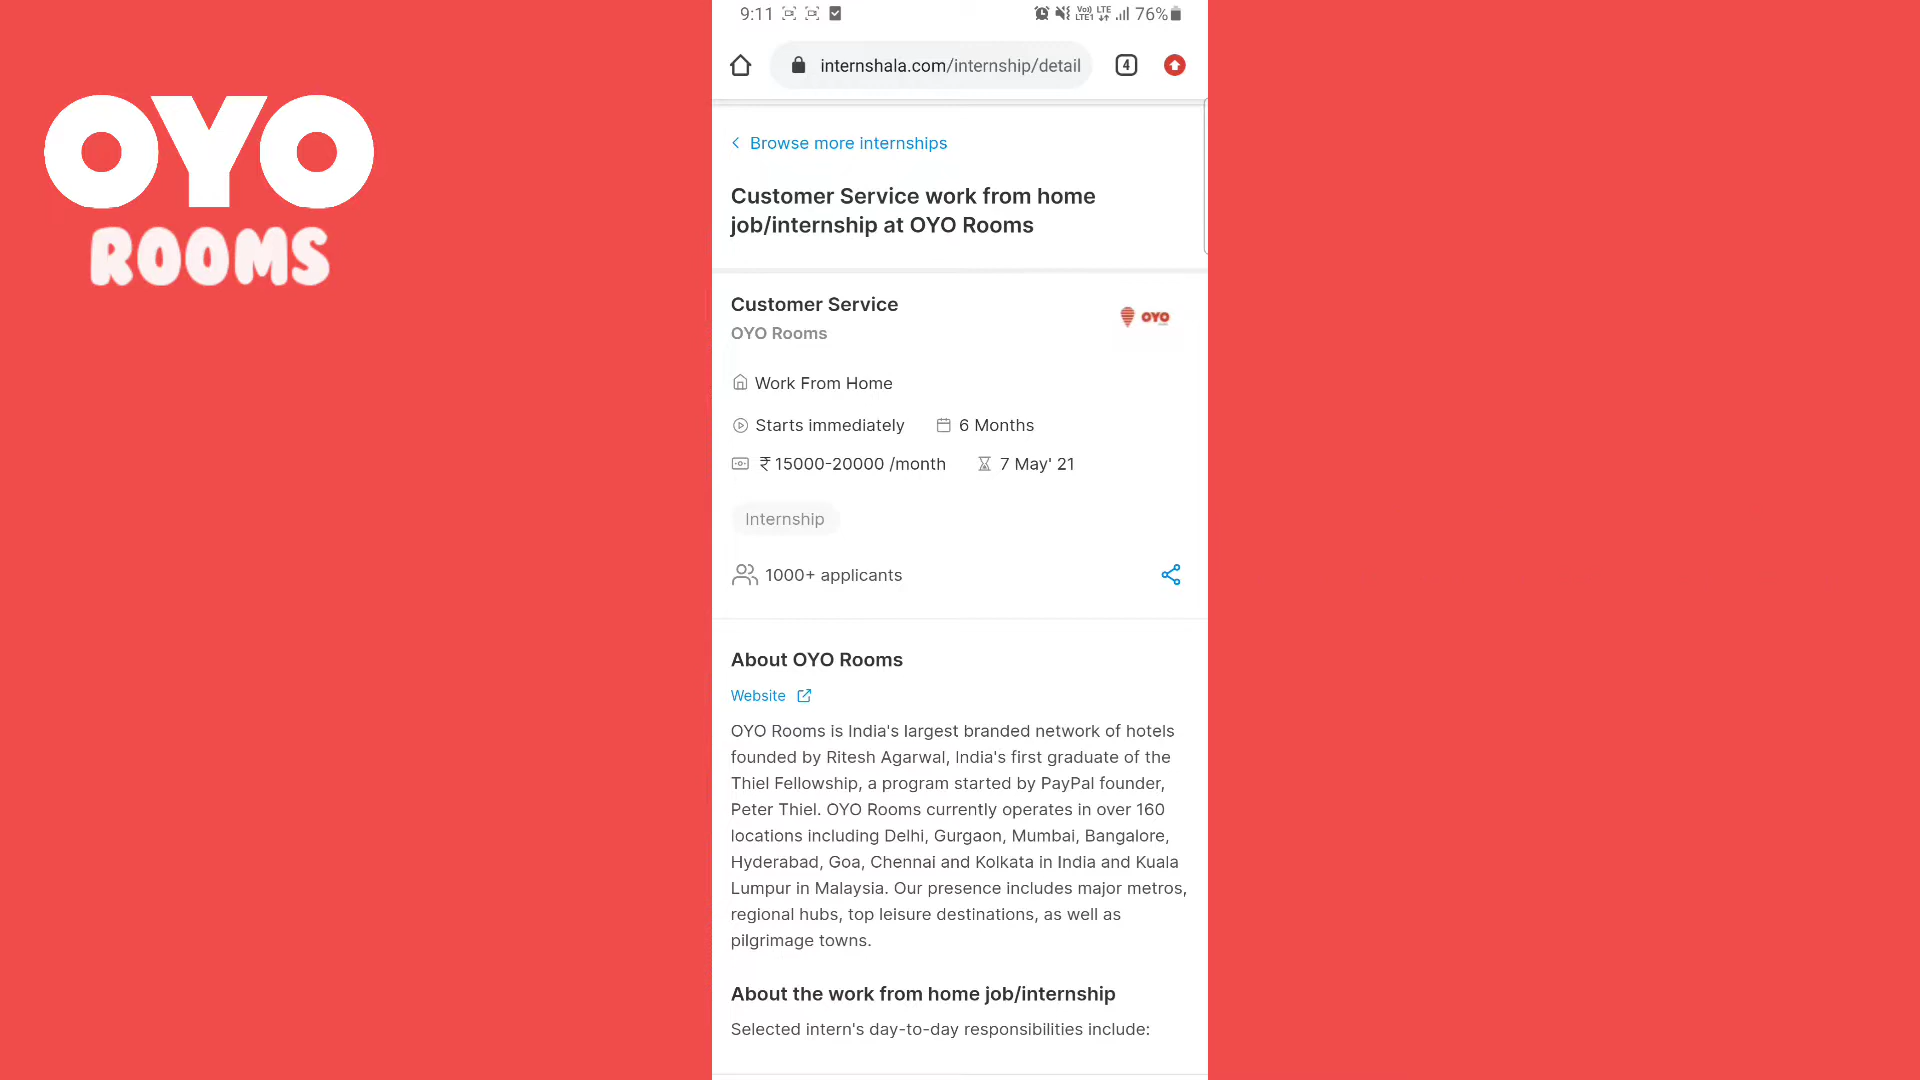 OYO
ROOMS
9:11
Vo)) LTE
LTE1
76%
internshala.com/internship/detail
4
Browse more internships
Customer Service work from home
job/internship at OYO Rooms
Customer Service
OYO Rooms
OYO
Work From Home
Starts immediately
6 Months
₹ 15000-20000 /month
7 May' 21
Internship
1000+ applicants
About OYO Rooms
Website
OYO Rooms is India's largest branded network of hotels
founded by Ritesh Agarwal, India's first graduate of the
Thiel Fellowship, a program started by PayPal founder,
Peter Thiel. OYO Rooms currently operates in over 160
locations including Delhi, Gurgaon, Mumbai, Bangalore,
Hyderabad, Goa, Chennai and Kolkata in India and Kuala
Lumpur in Malaysia. Our presence includes major metros,
regional hubs, top leisure destinations, as well as
pilgrimage towns.
About the work from home job/internship
Selected intern's day-to-day responsibilities include: